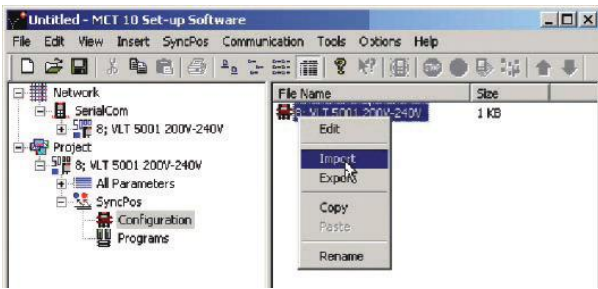 Untitled - MCT 10 Set-up Software
File Edit View Insert SyncPos Communication Tools Options Help
Network
SerialCom
8; VLT 5001 200V-240V
Project
8; VLT 5001 200V-240V
All Parameters
SyncPos
Configuration
Programs
File Name Size
8; VLT 5001 200V-240V 1 KB
Edit
Import
Export
Copy
Paste
Rename